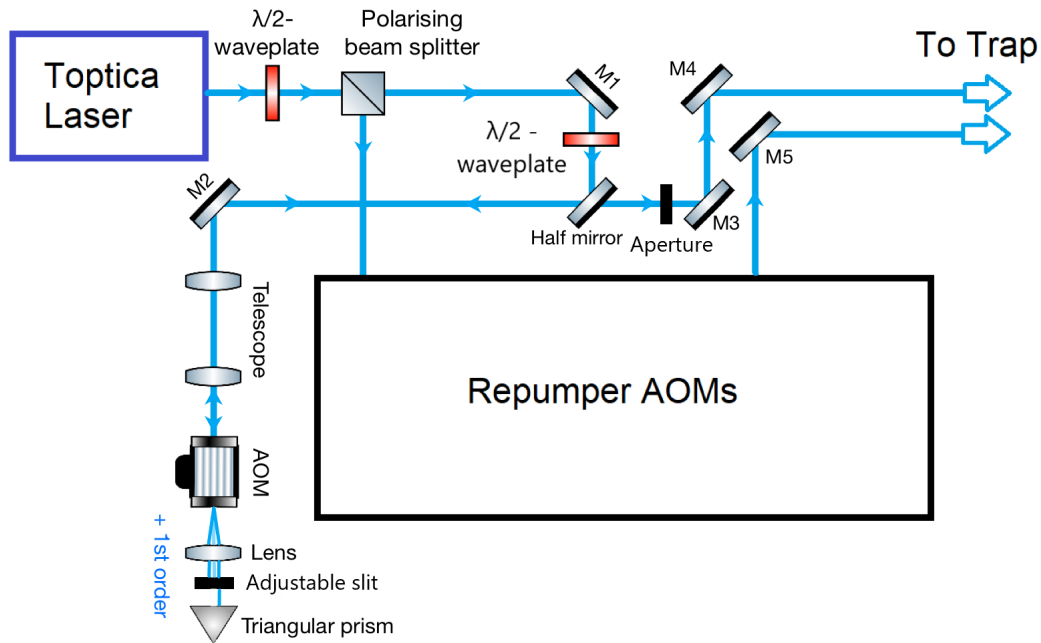 λ/2-
waveplate
Polarising
beam splitter
To Trap
Toptica
Laser
M1
M4
λ/2 -
waveplate
M5
M2
M3
Half mirror
Aperture
Telescope
Repumper AOMs
AOM
+ 1st order
Lens
Adjustable slit
Triangular prism